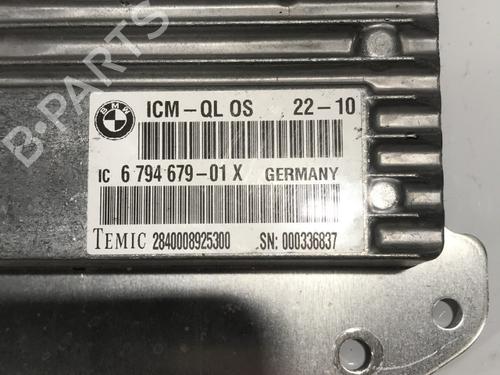 B-PARTS
BMW
ICM-QL OS 22-10
IC 6 794 679-01 X GERMANY
TEMIC 2840008925300 SN: 000336837